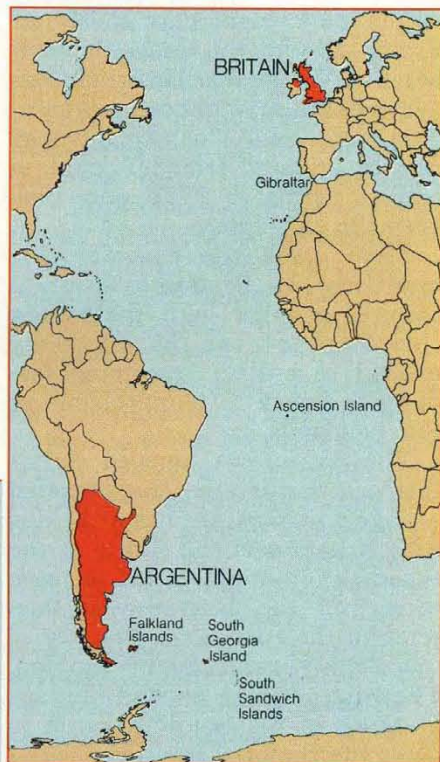 BRITAIN
Gibraltar
Ascension Island
ARGENTINA
Falkland
Islands
South
Georgia
Island
South
Sandwich
Islands